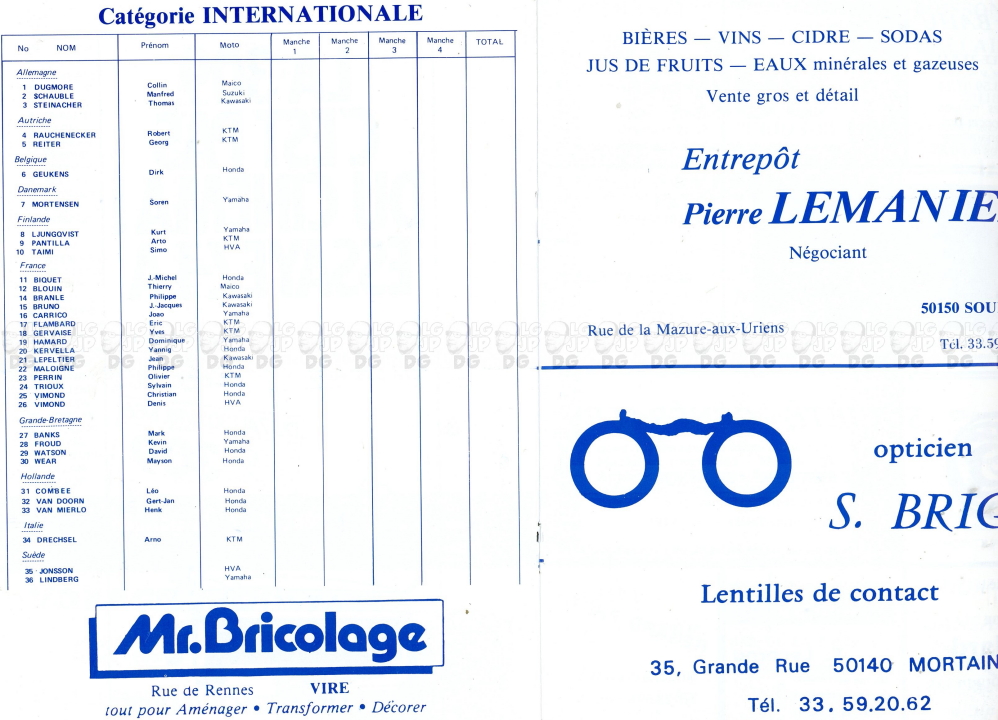 Catégorie INTERNATIONALE
No NOM Prénom Moto Manche 1 Manche 2 Manche 3 Manche 4 TOTAL
Allemagne
1 DUGMORE Collin Maico
2 SCHAUBLE Manfred Suzuki
3 STEINACHER Thomas Kawasaki
Autriche
4 RAUCHENECKER Robert KTM
5 REITER Georg KTM
Belgique
6 GEUKENS Dirk Honda
Danemark
7 MORTENSEN Soren Yamaha
Finlande
8 LJUNGQVIST Kurt Yamaha
9 PANTILLA Arto KTM
10 TAIMI Simo HVA
France
11 BIQUET J.-Michel Honda
12 BLOUIN Thierry Maico
14 BRANLE Philippe Kawasaki
15 BRUNO J.-Jacques Kawasaki
16 CARRICO Joao Yamaha
17 FLAMBARD Eric KTM
18 GERVAISE Yves KTM
19 HAMARD Dominique Yamaha
20 KERVELLA Yannig Honda
21 LEPELTIER Jean Kawasaki
22 MALOIGNE Philippe Honda
23 PERRIN Olivier KTM
24 TRIOUX Sylvain Honda
25 VIMOND Christian Honda
26 VIMOND Denis HVA
Grande-Bretagne
27 BANKS Mark Honda
28 FROUD Kevin Yamaha
29 WATSON David Honda
30 WEAR Mayson Honda
Hollande
31 COMBEE Léo Honda
32 VAN DOORN Gert-Jan Honda
33 VAN MIERLO Henk Honda
Italie
34 DRECHSEL Arno KTM
Suède
35 JONSSON HVA
36 LINDBERG Yamaha
Mr.Bricolage
Rue de Rennes VIRE
tout pour Aménager • Transformer • Décorer
BIÈRES — VINS — CIDRE — SODAS
JUS DE FRUITS — EAUX minérales et gazeuses
Vente gros et détail
Entrepôt
Pierre LEMANIE
Négociant
50150 SOU
Rue de la Mazure-aux-Uriens
Tél. 33.59
opticien
S. BRIG
Lentilles de contact
35, Grande Rue 50140 MORTAIN
Tél. 33.59.20.62